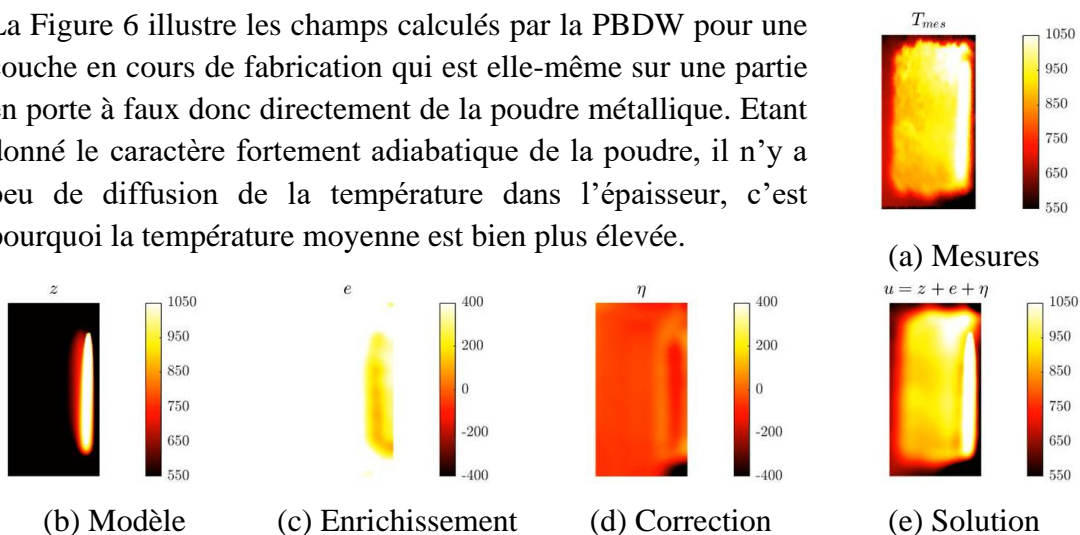 La Figure 6 illustre les champs calculés par la PBDW pour une
couche en cours de fabrication qui est elle-même sur une partie
en porte à faux donc directement de la poudre métallique. Etant
donné le caractère fortement adiabatique de la poudre, il n'y a
peu de diffusion de la température dans l'épaisseur, c'est
pourquoi la température moyenne est bien plus élevée.
T_{mes}
1050
950
850
750
650
550
(a) Mesures
z
1050
950
850
750
650
550
(b) Modèle
e
400
200
0
-200
-400
(c) Enrichissement
η
400
200
0
-200
-400
(d) Correction
u = z + e + η
1050
950
850
750
650
550
(e) Solution